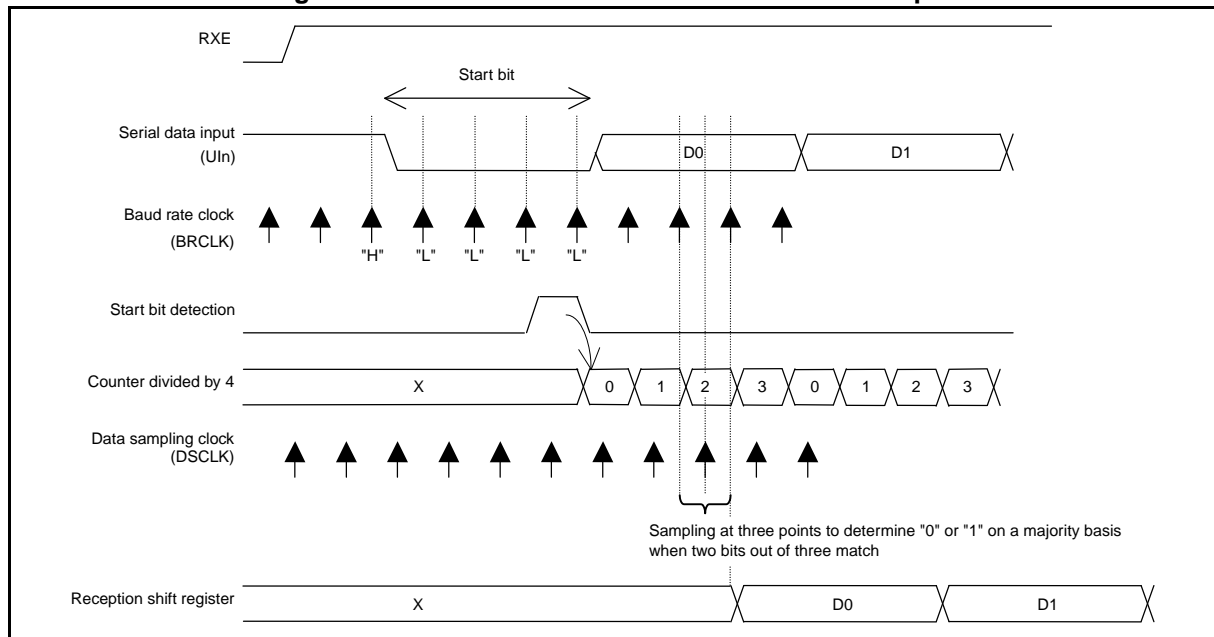 RXE
Start bit
Serial data input
(UIn)
D0
D1
Baud rate clock
(BRCLK)
"H"
"L"
"L"
"L"
"L"
Start bit detection
Counter divided by 4
X
0
1
2
3
0
1
2
3
Data sampling clock
(DSCLK)
Sampling at three points to determine "0" or "1" on a majority basis
when two bits out of three match
Reception shift register
X
D0
D1